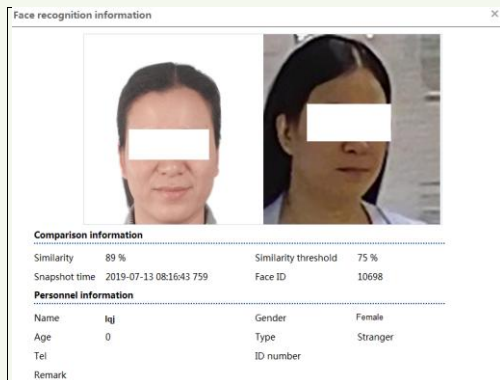 Face recognition information
Comparison information
Similarity 89 % Similarity threshold 75 %
Snapshot time 2019-07-13 08:16:43 759 Face ID 10698
Personnel information
Name lqj Gender Female
Age 0 Type Stranger
Tel ID number
Remark